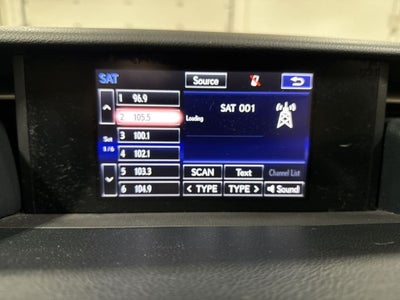 SAT
Source
1 96.9
2 105.5
3 100.1
4 102.1
5 103.3
6 104.9
Set
1/6
SAT 001
Loading
SCAN
Text
Channel List
< TYPE
TYPE >
Sound